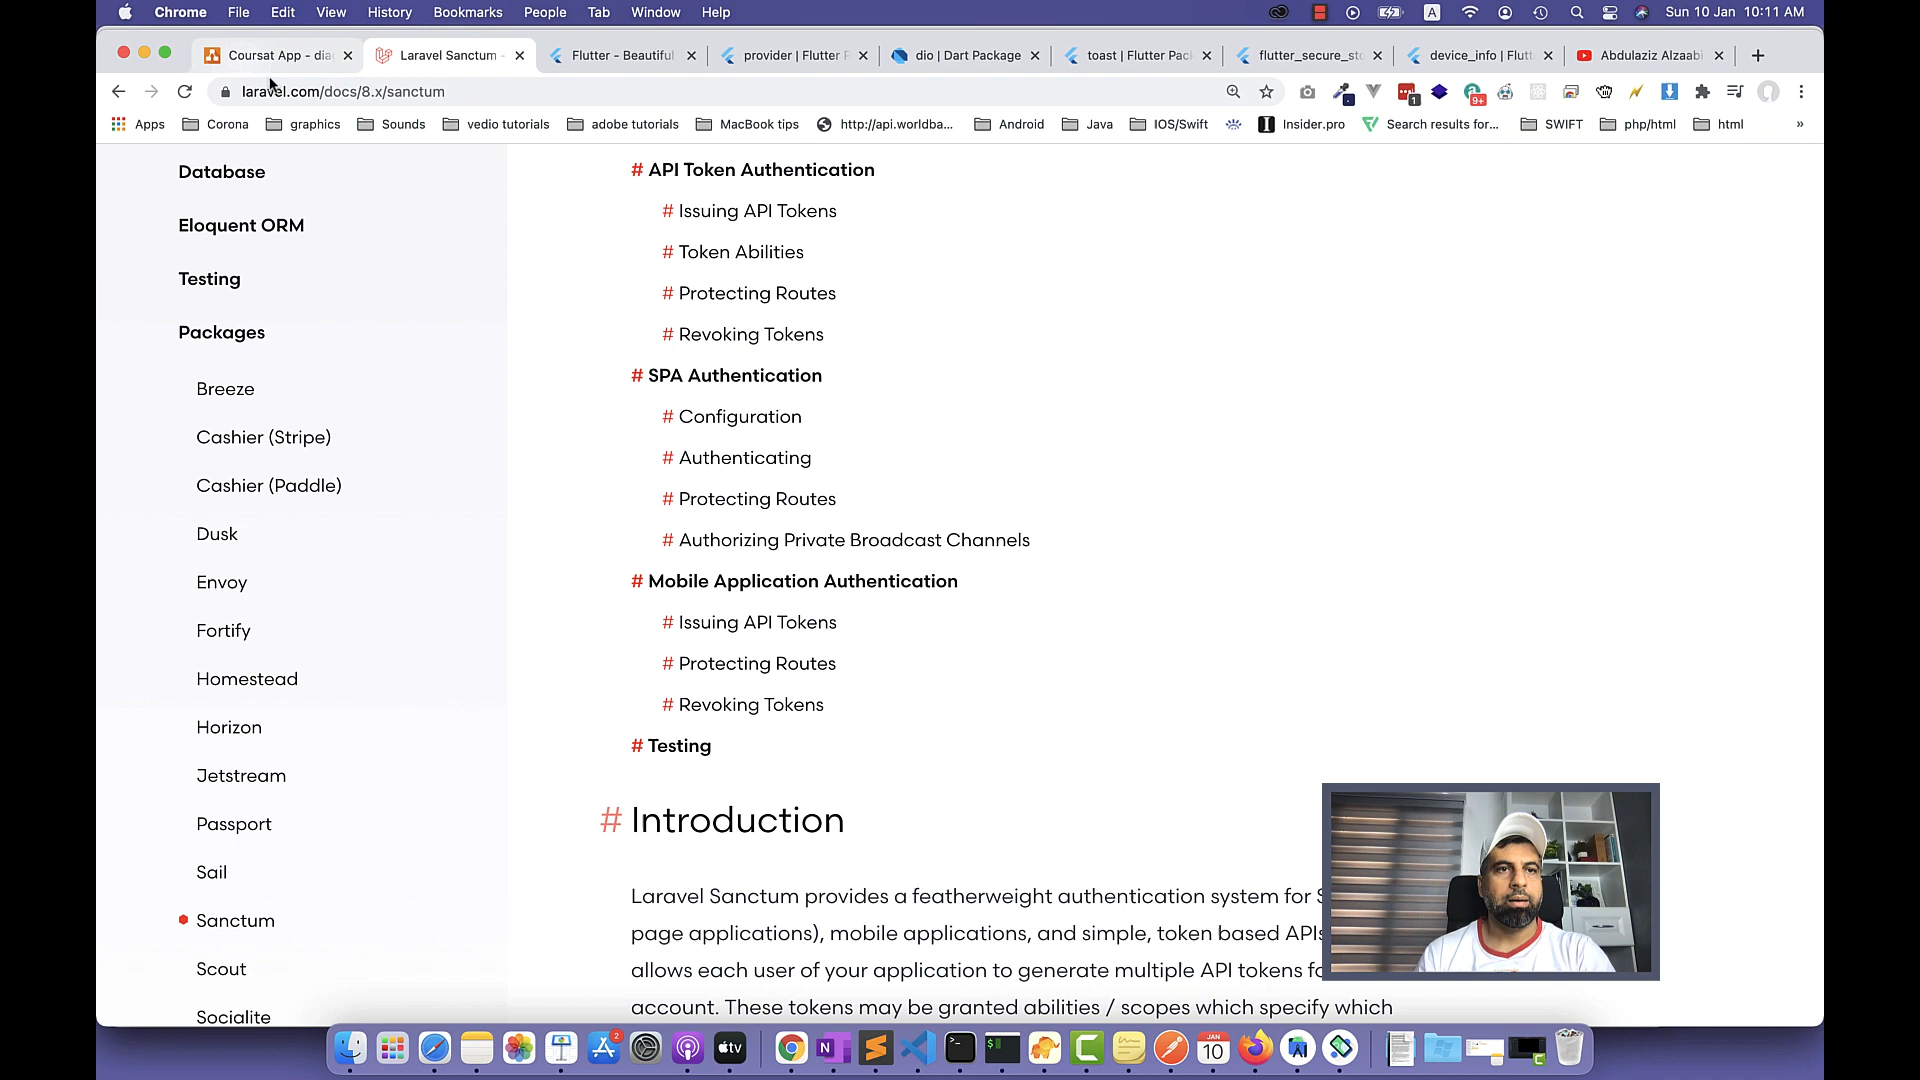 Chrome File Edit View History Bookmarks People Tab Window Help A Sun 10 Jan 10:11 AM
Coursat App - dia Laravel Sanctum - Flutter - Beautiful provider | Flutter P dio | Dart Package toast | Flutter Pack flutter_secure_sto device_info | Flutt Abdulaziz Alzaabi
laravel.com/docs/8.x/sanctum 1 9+
Apps Corona graphics Sounds vedio tutorials adobe tutorials MacBook tips http://api.worldba... Android Java IOS/Swift Insider.pro Search results for... SWIFT php/html html »
Database
Eloquent ORM
Testing
Packages
Breeze
Cashier (Stripe)
Cashier (Paddle)
Dusk
Envoy
Fortify
Homestead
Horizon
Jetstream
Passport
Sail
Sanctum
Scout
Socialite
# API Token Authentication
# Issuing API Tokens
# Token Abilities
# Protecting Routes
# Revoking Tokens
# SPA Authentication
# Configuration
# Authenticating
# Protecting Routes
# Authorizing Private Broadcast Channels
# Mobile Application Authentication
# Issuing API Tokens
# Protecting Routes
# Revoking Tokens
# Testing
# Introduction
Laravel Sanctum provides a featherweight authentication system for
page applications), mobile applications, and simple, token based APIs
allows each user of your application to generate multiple API tokens
account. These tokens may be granted abilities / scopes which specify which
2 tv N >_ $ C JAN 10